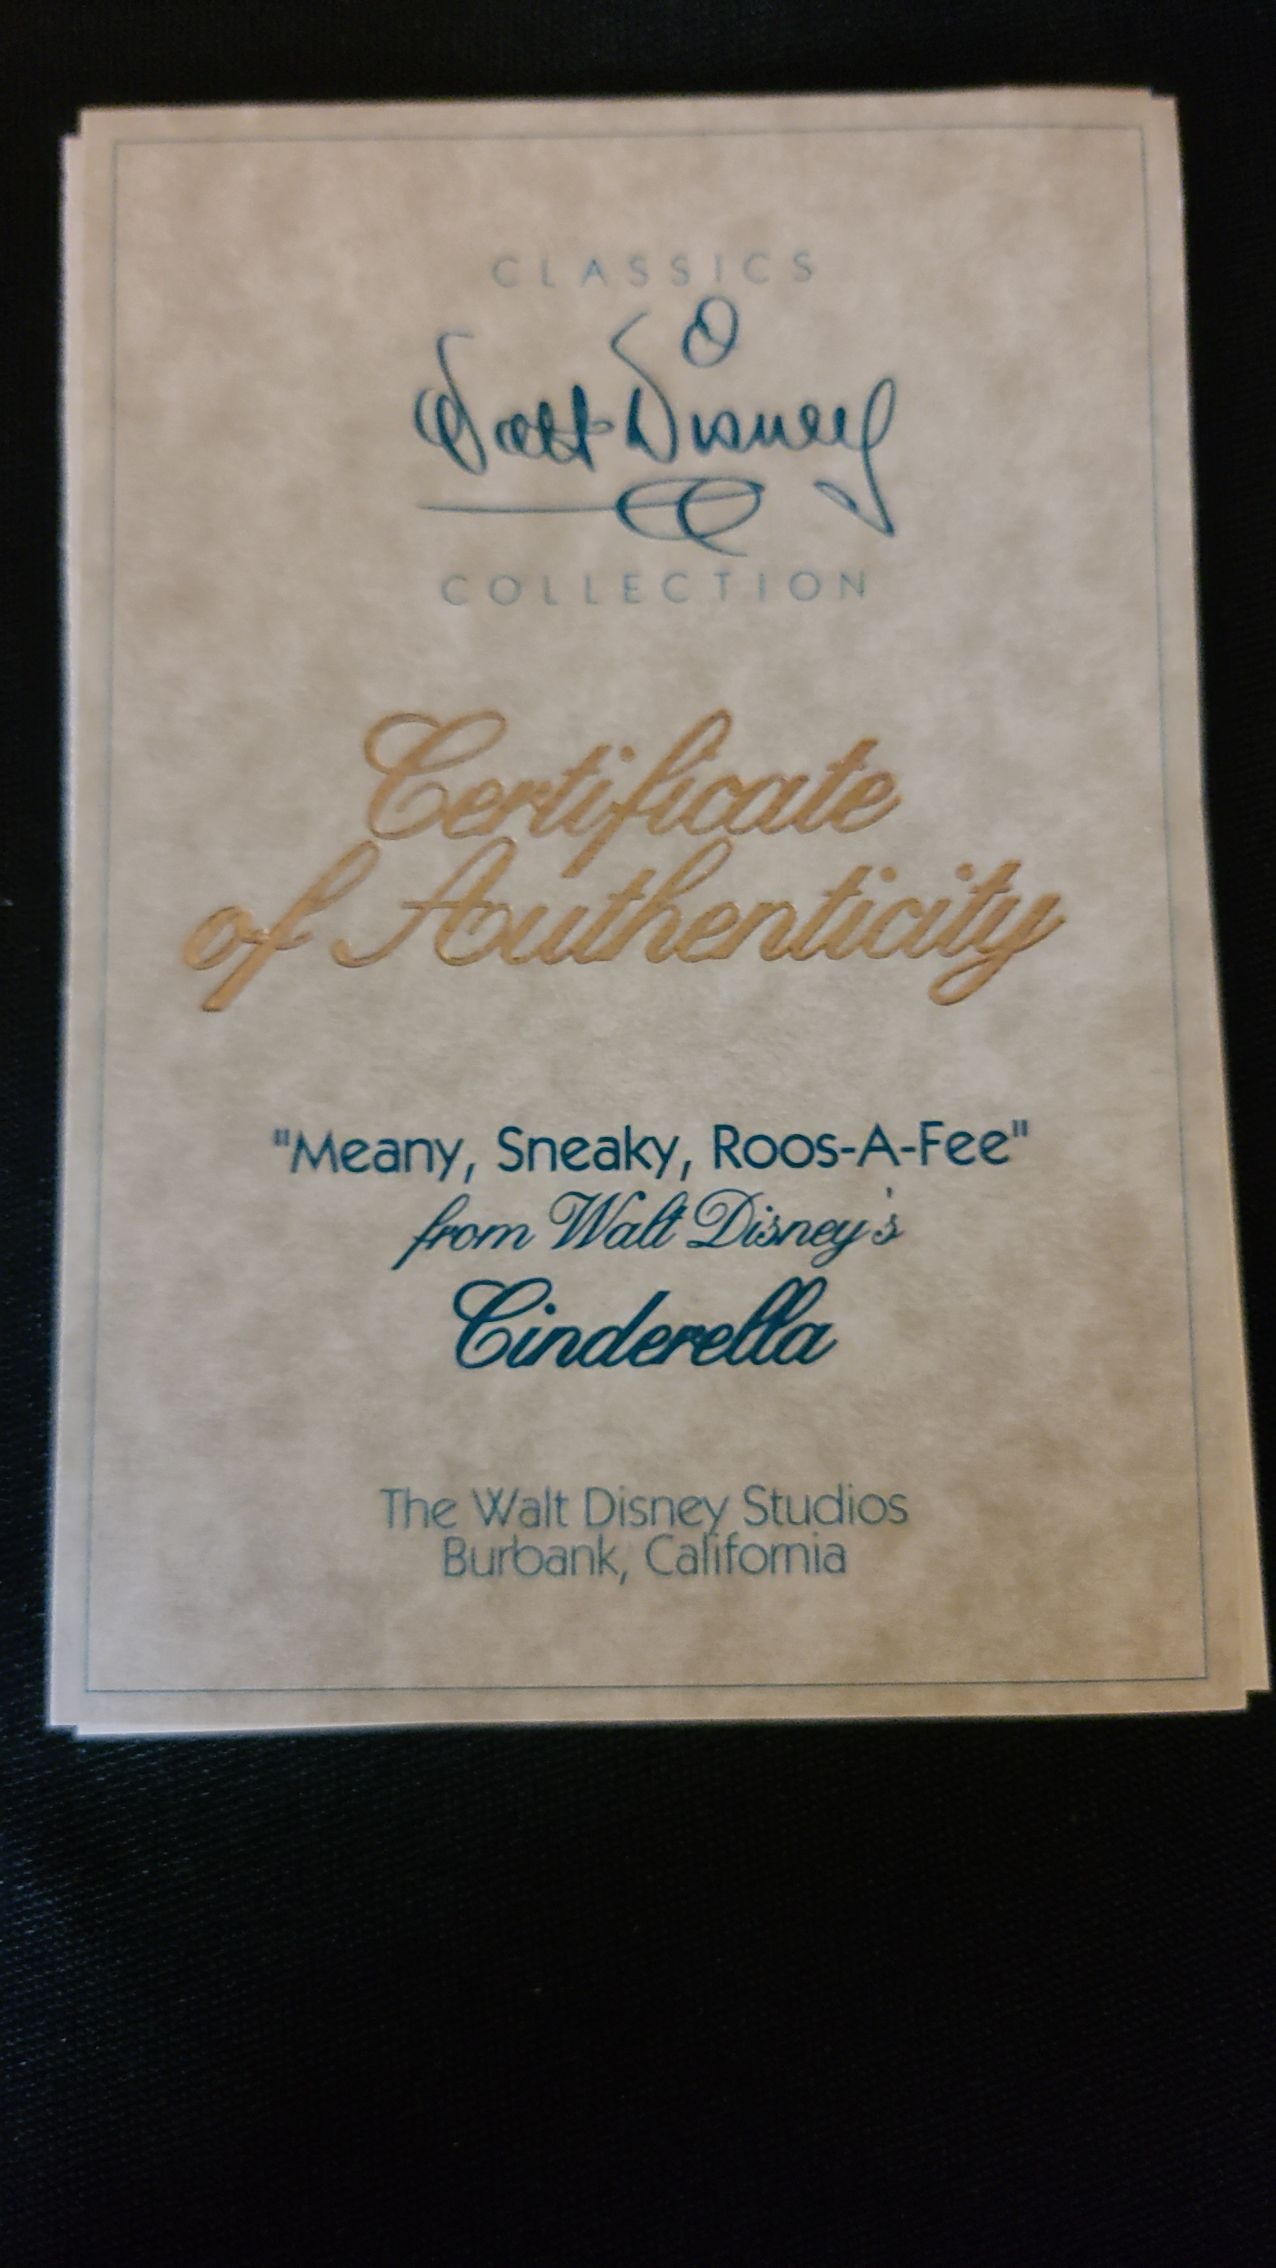 CLASSICS
Walt Disney
COLLECTION
Certificate
of Authenticity
"Meany, Sneaky, Roos-A-Fee"
from Walt Disney's
Cinderella
The Walt Disney Studios
Burbank, California